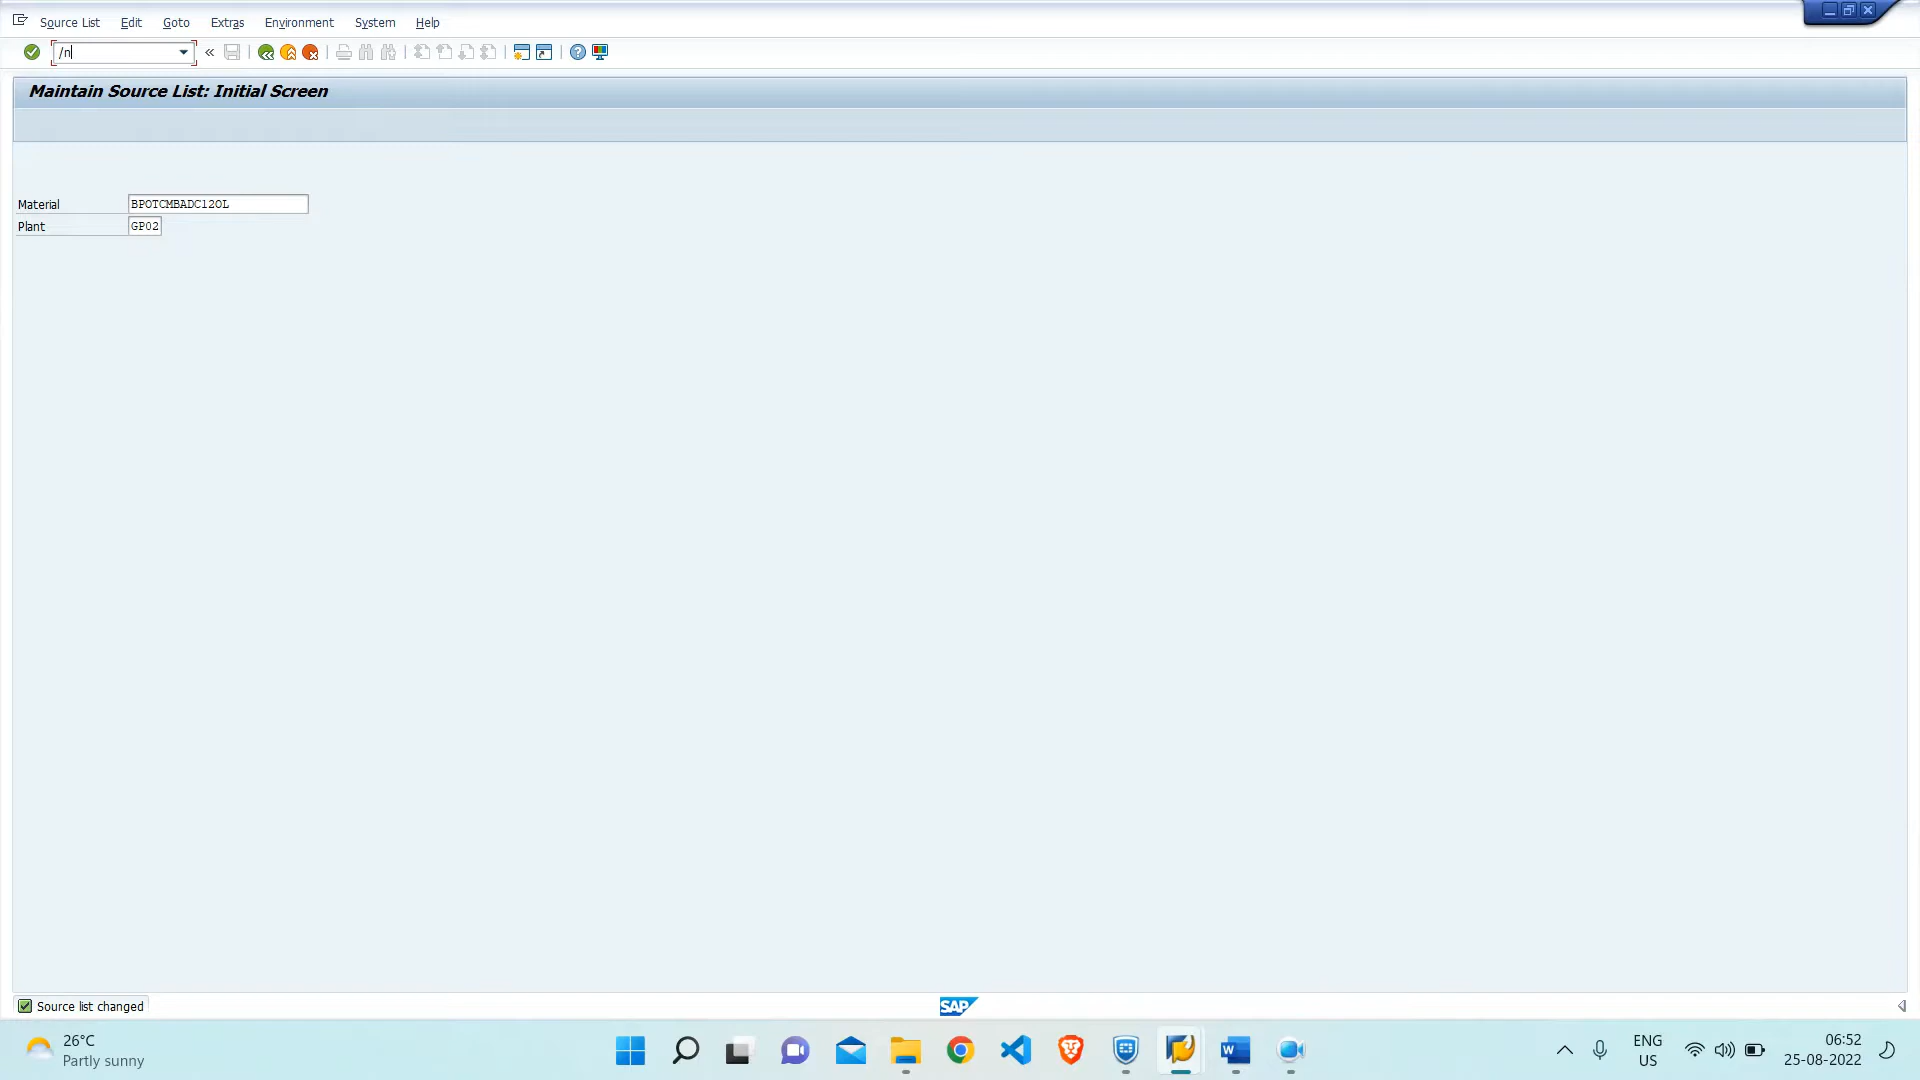 Source List Edit Goto Extras Environment System Help
/n
Maintain Source List: Initial Screen
Material BPOTCMBADC12OL
Plant GP02
Source list changed
SAP
26°C
Partly sunny
ENG
US
06:52
25-08-2022